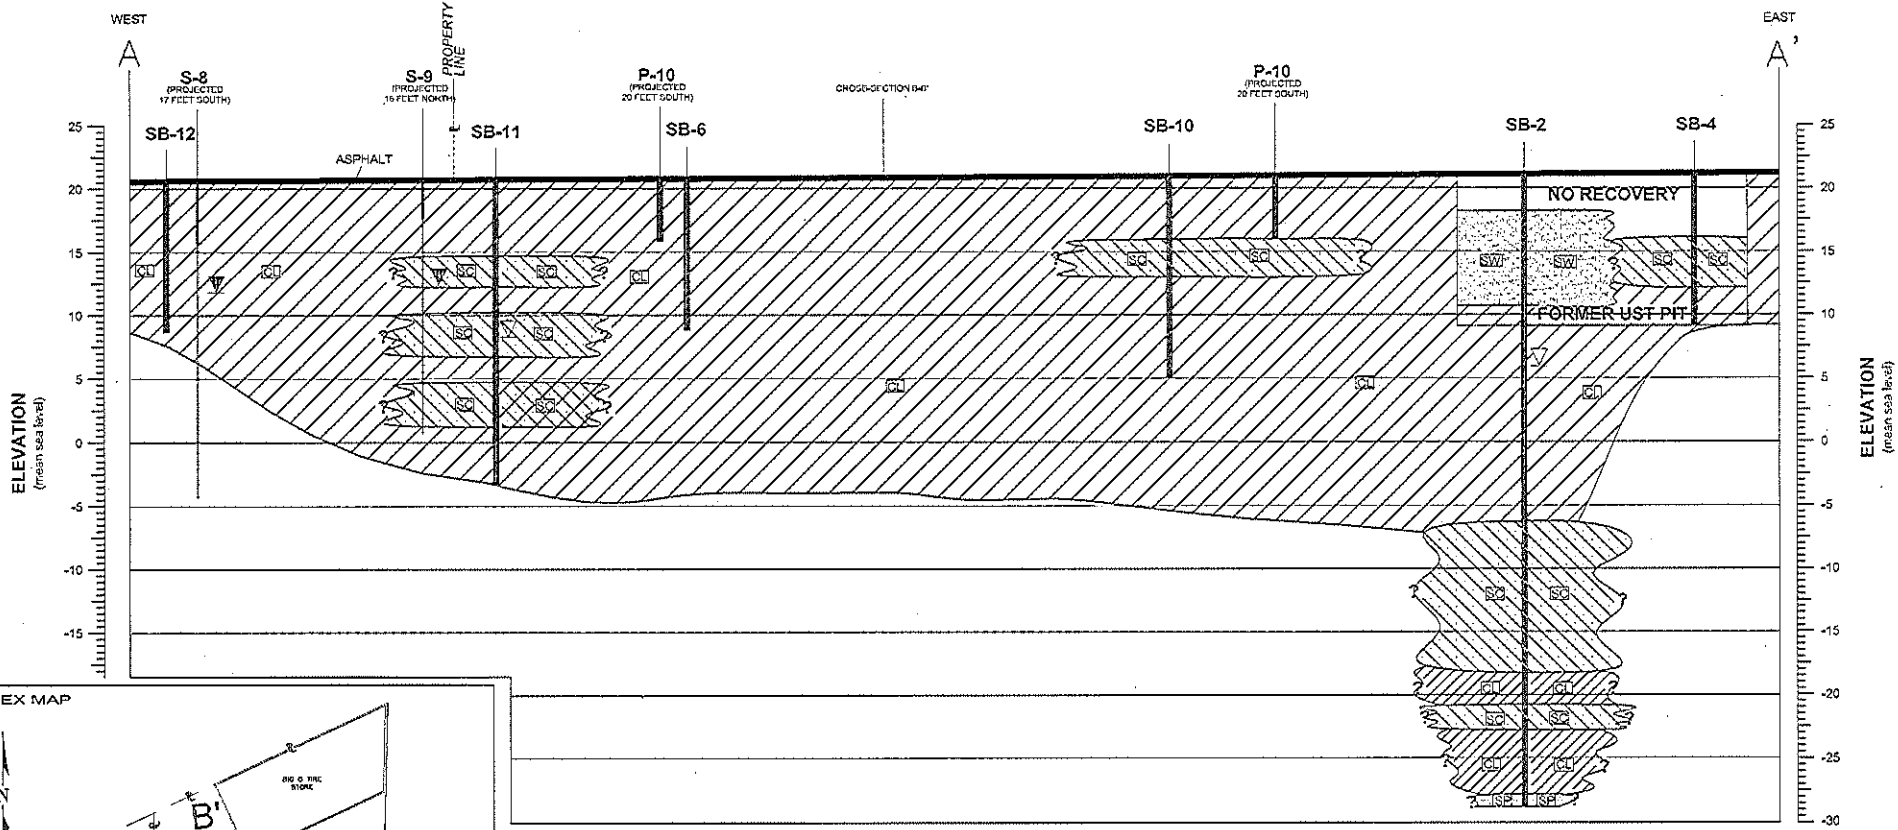 WEST
EAST
A
A'
PROPERTY
LINE
S-8
(PROJECTED
17 FEET SOUTH)
S-9
(PROJECTED
16 FEET NORTH)
P-10
(PROJECTED
20 FEET SOUTH)
CROSS-SECTION B-B'
P-10
(PROJECTED
20 FEET SOUTH)
SB-12
SB-11
SB-6
SB-10
SB-2
SB-4
ASPHALT
25
20
15
10
5
0
-5
-10
-15
ELEVATION
(mean sea level)
NO RECOVERY
CL
CL
SC
SC
CL
SC
SC
SW
SW
SC
SC
FORMER UST PIT
SC
SC
CL
CL
CL
SC
SC
SC
SC
CL
CL
SC
SC
CL
CL
SP
SP
25
20
15
10
5
0
-5
-10
-15
-20
-25
-30
ELEVATION
(mean sea level)
EX MAP
BIG O TIRE
STORE
B'